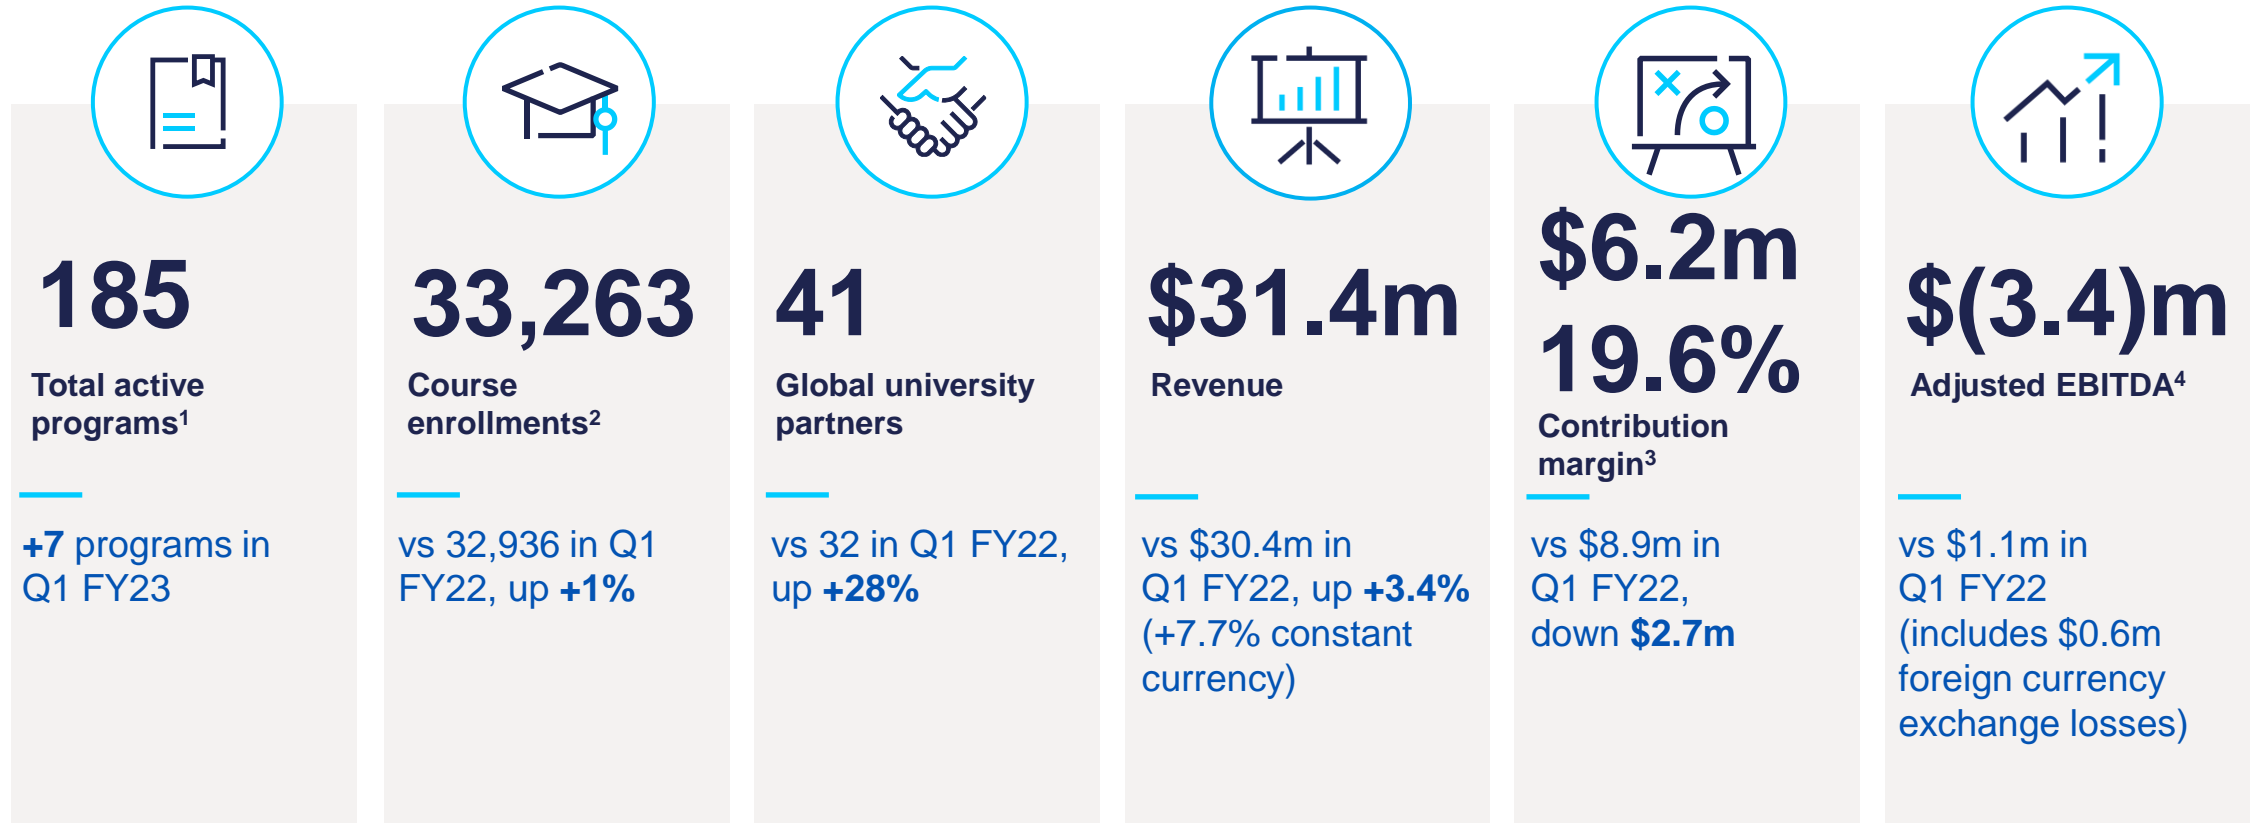 185
Total active
programs1
+7 programs in
Q1 FY23
33,263
Course
enrollments2
vs 32,936 in Q1
FY22, up +1%
41
Global university
partners
vs 32 in Q1 FY22,
up +28%
$31.4m
Revenue
vs $30.4m in
Q1 FY22, up +3.4%
(+7.7% constant
currency)
$6.2m
19.6%
Contribution
margin3
vs $8.9m in
Q1 FY22,
down $2.7m
$(3.4)m
Adjusted EBITDA4
vs $1.1m in
Q1 FY22
(includes $0.6m
foreign currency
exchange losses)